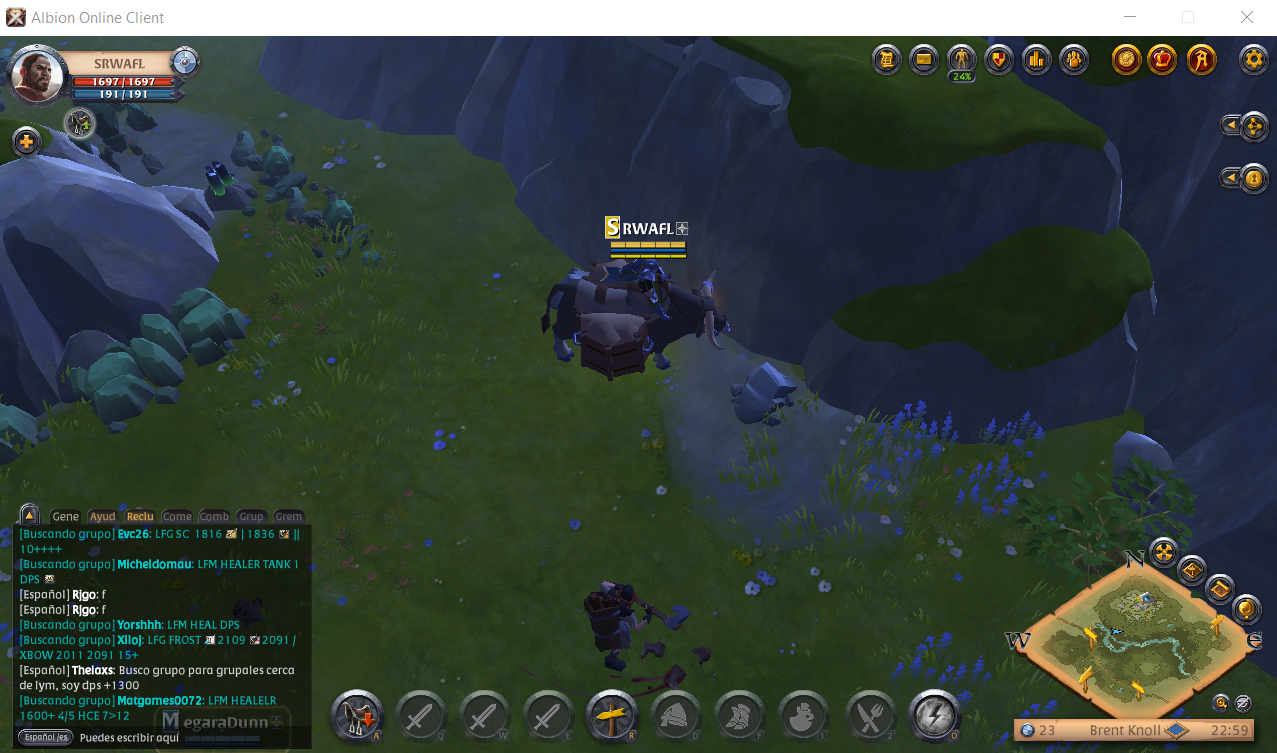 Albion Online Client
SRWAFL
1697 / 1697
191 / 191
24%
SRWAFL
Gene Ayud Reclu Come Comb Grup Grem
[Buscando grupo] Evc26: LFG SC 1816 | 1836 ||
10++++
[Buscando grupo] Micheldomau: LFM HEALER TANK 1
DPS
[Español] Rjgo: f
[Español] Rjgo: f
[Buscando grupo] Yorshhh: LFM HEAL DPS
[Buscando grupo] Xiloj: LFG FROST 2109 2091 /
XBOW 2011 2091 15+
[Español] Thelaxs: Busco grupo para grupales cerca
de lym, soy dps +1300
[Buscando grupo] Matgames0072: LFM HEALELR
1600+ 4/5 HCE 7>12
MegaraDunn
Español /es Puedes escribir aquí
A Q W E R D F 1 2 O
N
W E
23 Brent Knoll 22:59